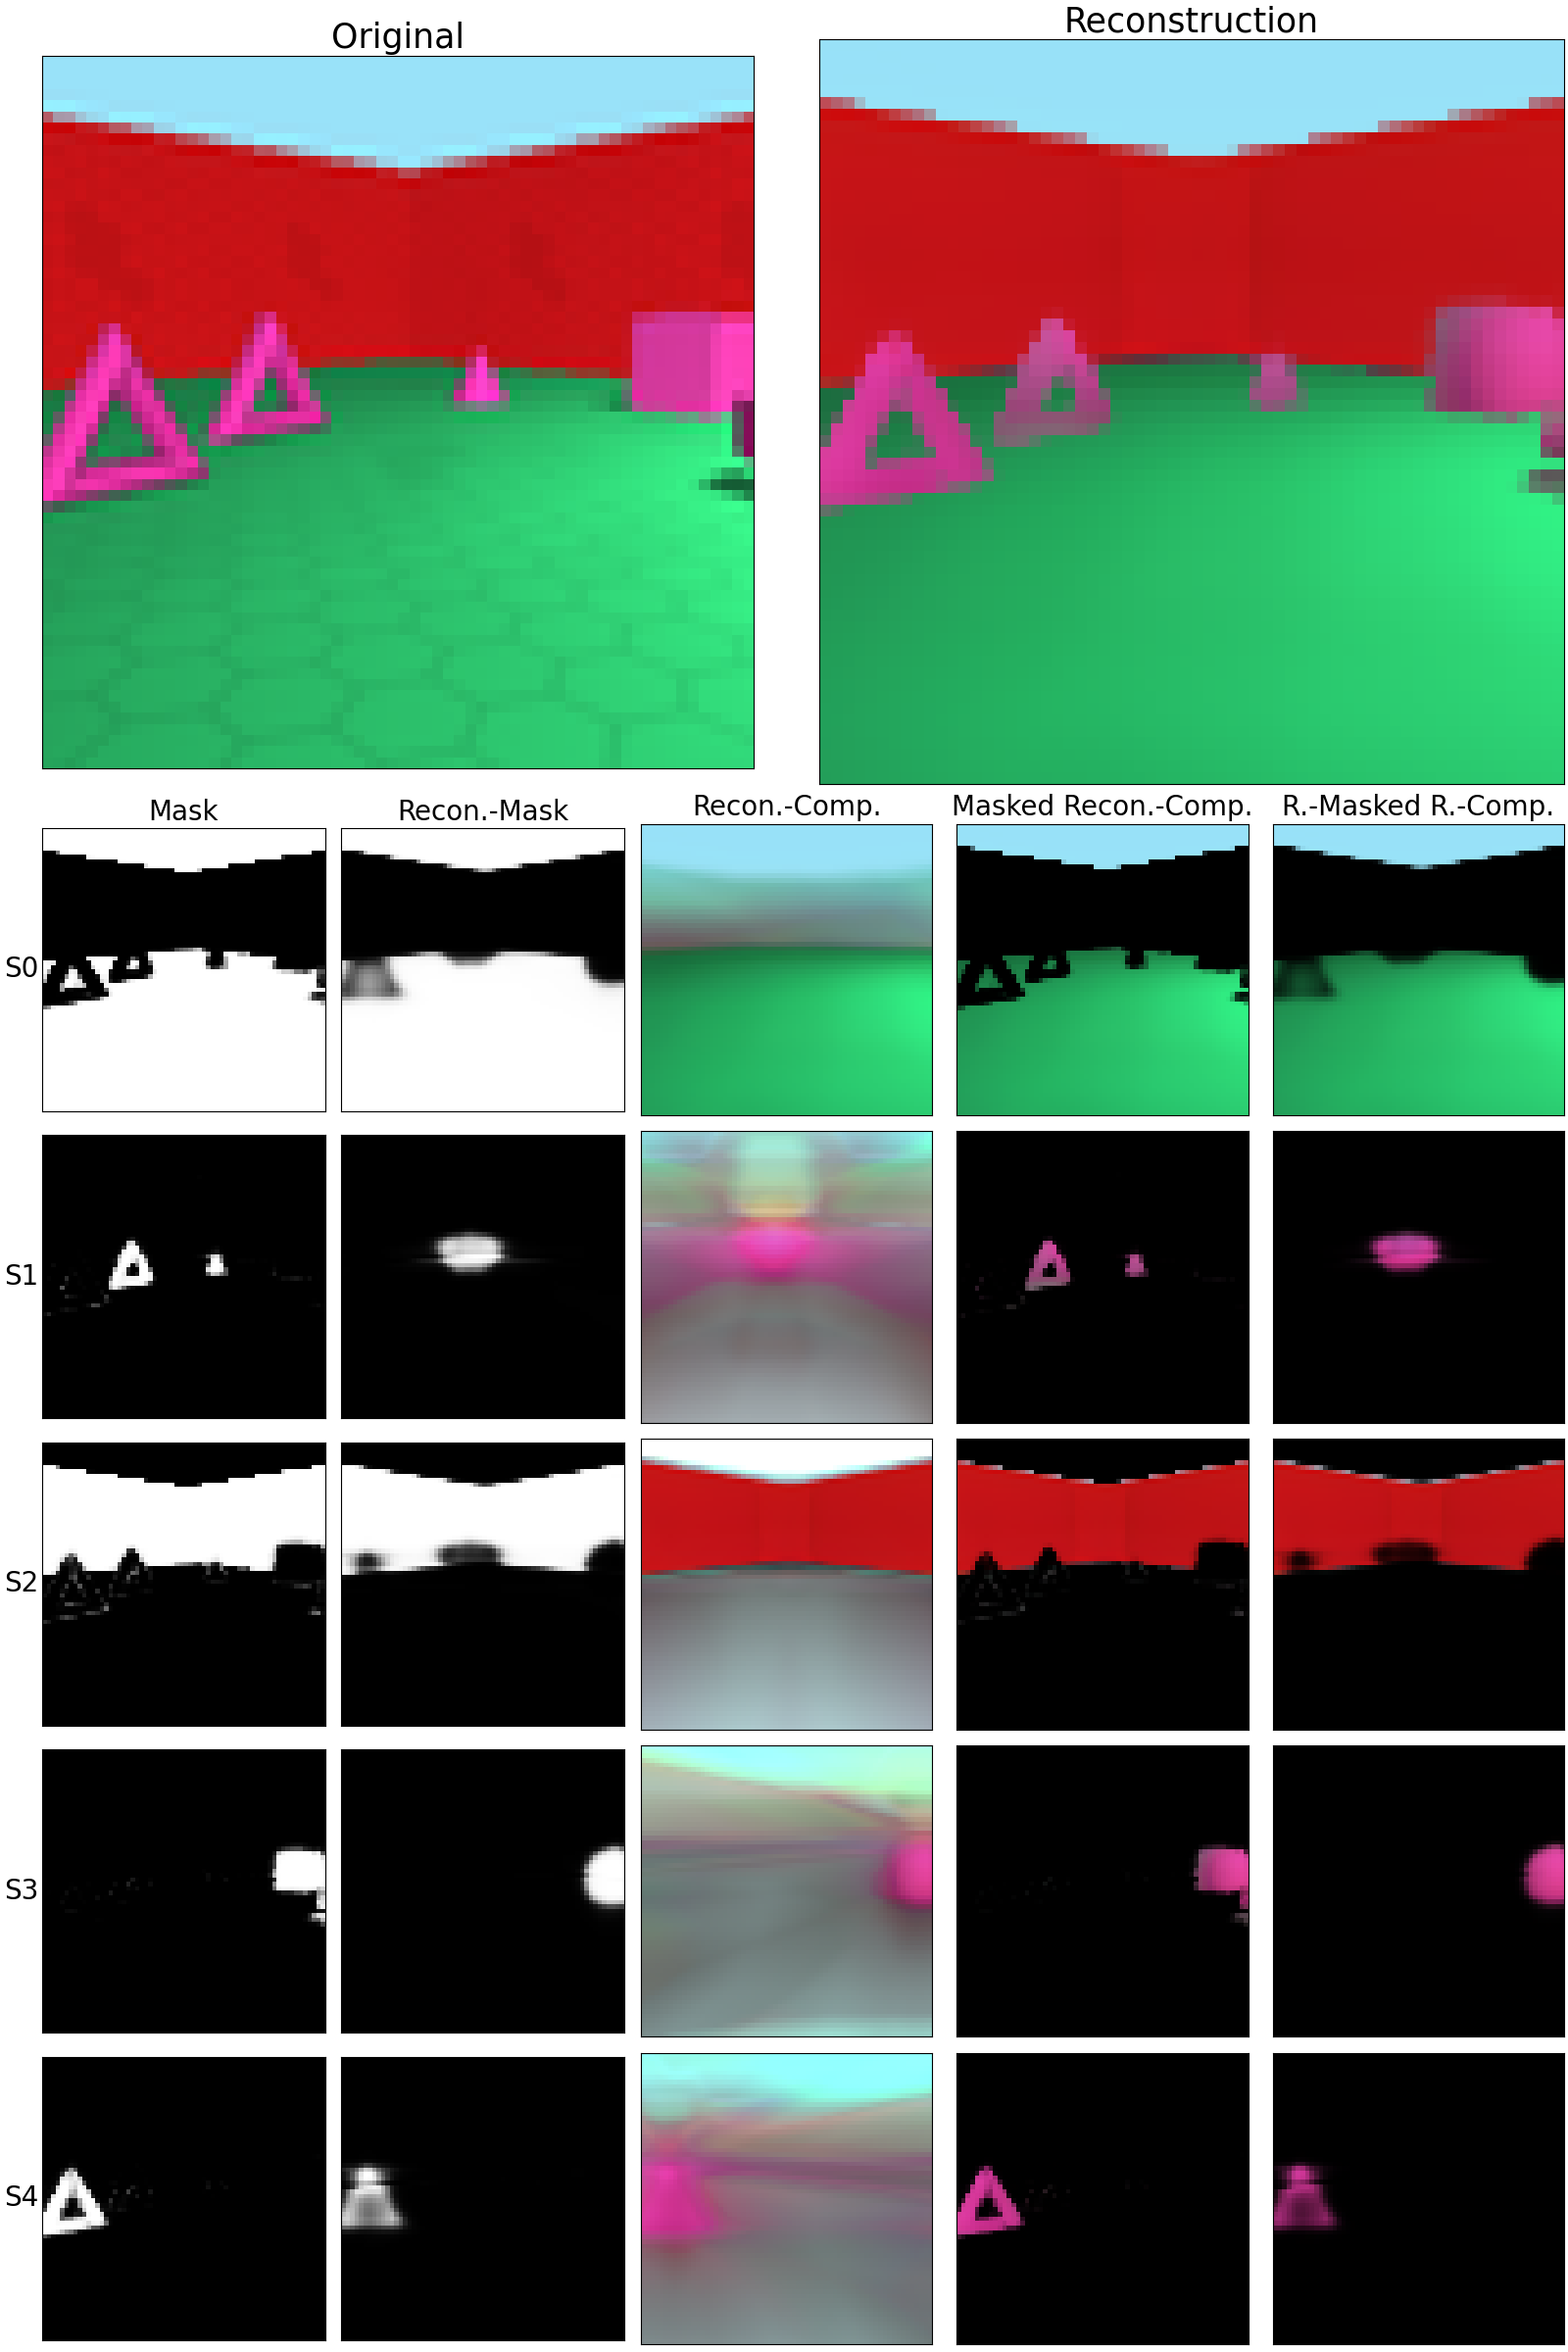 Original
Reconstruction
Mask
Recon.-Mask
Recon.-Comp.
Masked Recon.-Comp.
R.-Masked R.-Comp.
S0
S1
S2
S3
S4